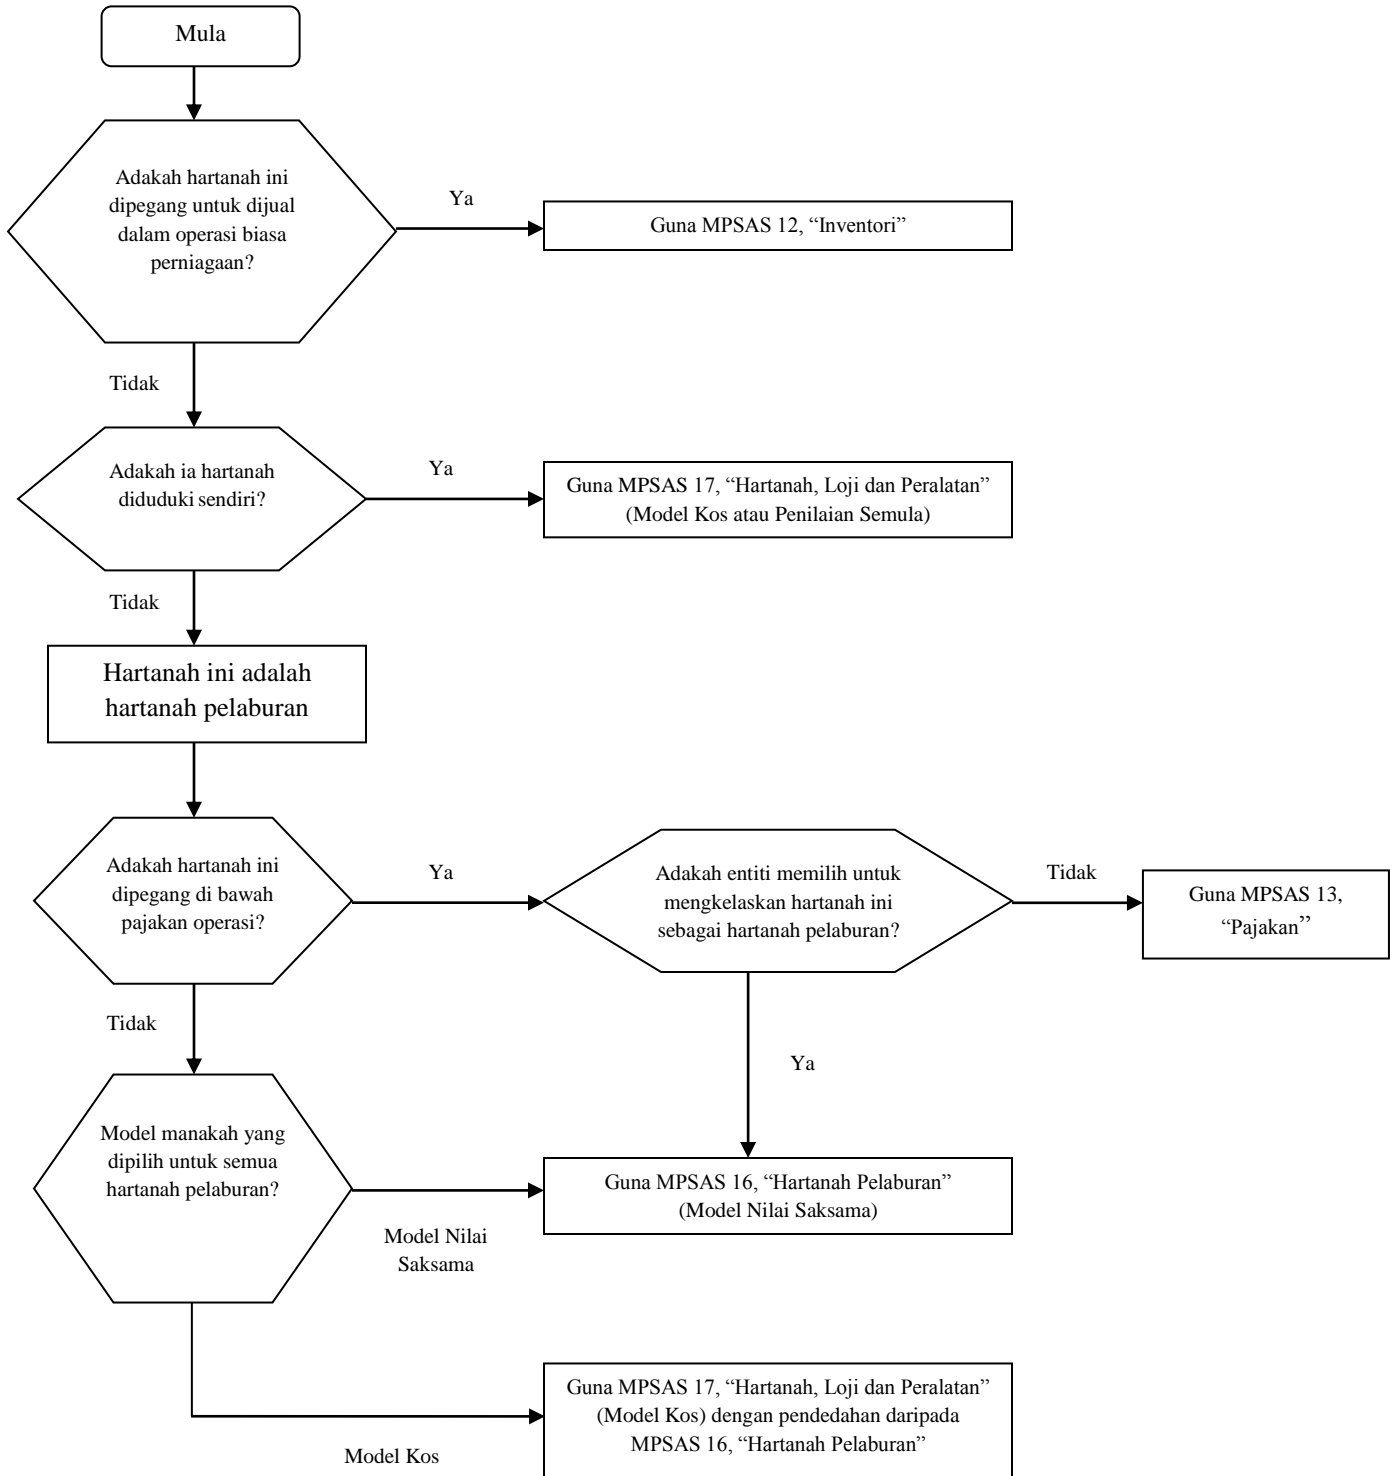 Mula
Adakah hartanah ini
dipegang untuk dijual
dalam operasi biasa
perniagaan?
Ya
Guna MPSAS 12, “Inventori”
Tidak
Adakah ia hartanah
diduduki sendiri?
Ya
Guna MPSAS 17, “Hartanah, Loji dan Peralatan”
(Model Kos atau Penilaian Semula)
Tidak
Hartanah ini adalah
hartanah pelaburan
Adakah hartanah ini
dipegang di bawah
pajakan operasi?
Ya
Adakah entiti memilih untuk
mengkelaskan hartanah ini
sebagai hartanah pelaburan?
Tidak
Guna MPSAS 13,
“Pajakan”
Tidak
Ya
Model manakah yang
dipilih untuk semua
hartanah pelaburan?
Model Nilai
Saksama
Guna MPSAS 16, “Hartanah Pelaburan”
(Model Nilai Saksama)
Model Kos
Guna MPSAS 17, “Hartanah, Loji dan Peralatan”
(Model Kos) dengan pendedahan daripada
MPSAS 16, “Hartanah Pelaburan”